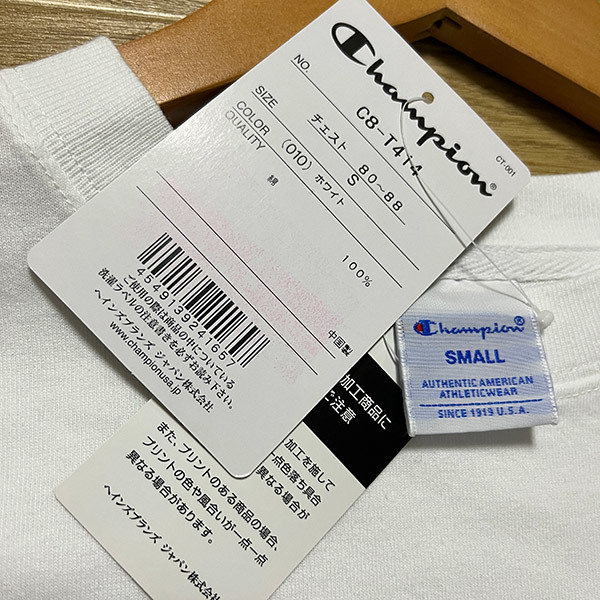 Champion®
CT-001
NO. C8-T414
SIZE チェスト 80~88
S
COLOR (010) ホワイト
QUALITY 綿 100%
4549139241657
中国製
ご使用の際は商品の中についている
洗濯ラベルの注意書を必ずお読み下さい。
ヘインズブランズ ジャパン株式会社
www.championusa.jp
Champion®
SMALL
AUTHENTIC AMERICAN
ATHLETICWEAR
SINCE 1919 U.S.A.
加工商品に
ご注意
加工を施して
一点色落ち具合
異なる場合が
また、プリントのある商品の場合、
プリントの色や風合いが一点一点
異なる場合があります。
ヘインズブランズ ジャパン株式会社